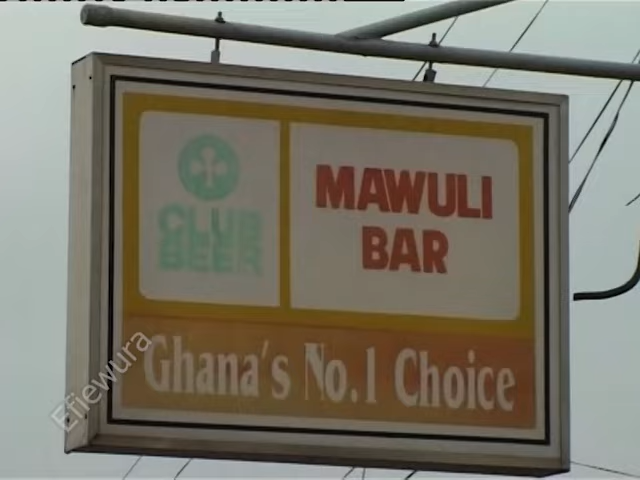 CLUB
BEER
MAWULI
BAR
Ghana's No.1 Choice
Efiewura